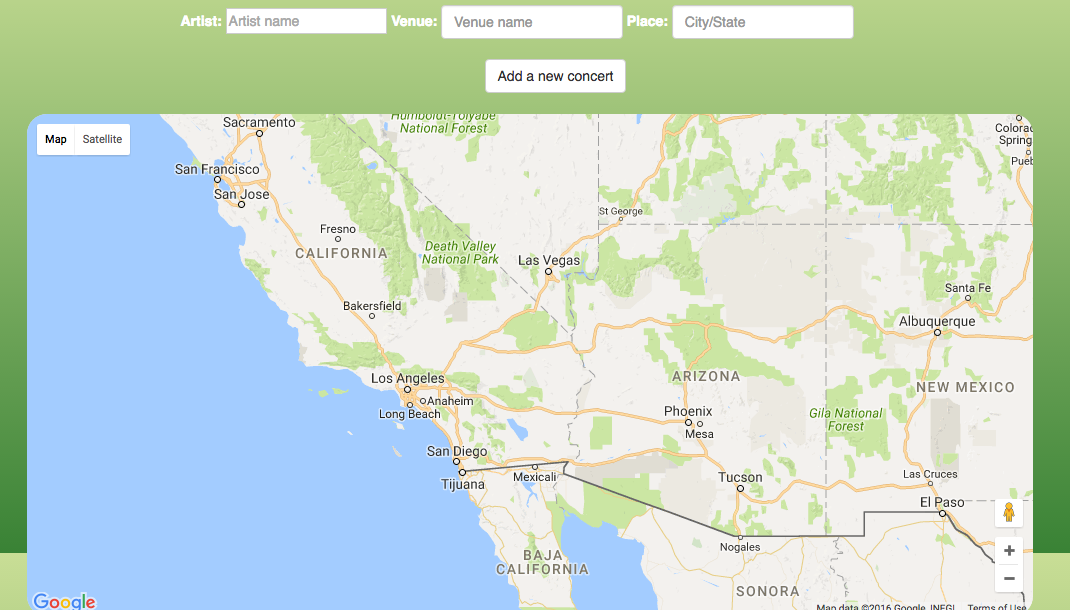 Artist: Artist name Venue: Venue name Place: City/State
Add a new concert
Map Satellite
Sacramento
Humboldt-Toiyabe
National Forest
Colorad
Spring
Pueb
San Francisco
San Jose
St George
Fresno
CALIFORNIA
Death Valley
National Park
Las Vegas
Santa Fe
Bakersfield
Albuquerque
Los Angeles
Anaheim
Long Beach
ARIZONA
NEW MEXICO
Phoenix
Mesa
Gila National
Forest
San Diego
Tijuana
Mexicali
Tucson
Las Cruces
El Paso
Nogales
BAJA
CALIFORNIA
SONORA
Google
Map data ©2016 Google, INEGI Terms of Use